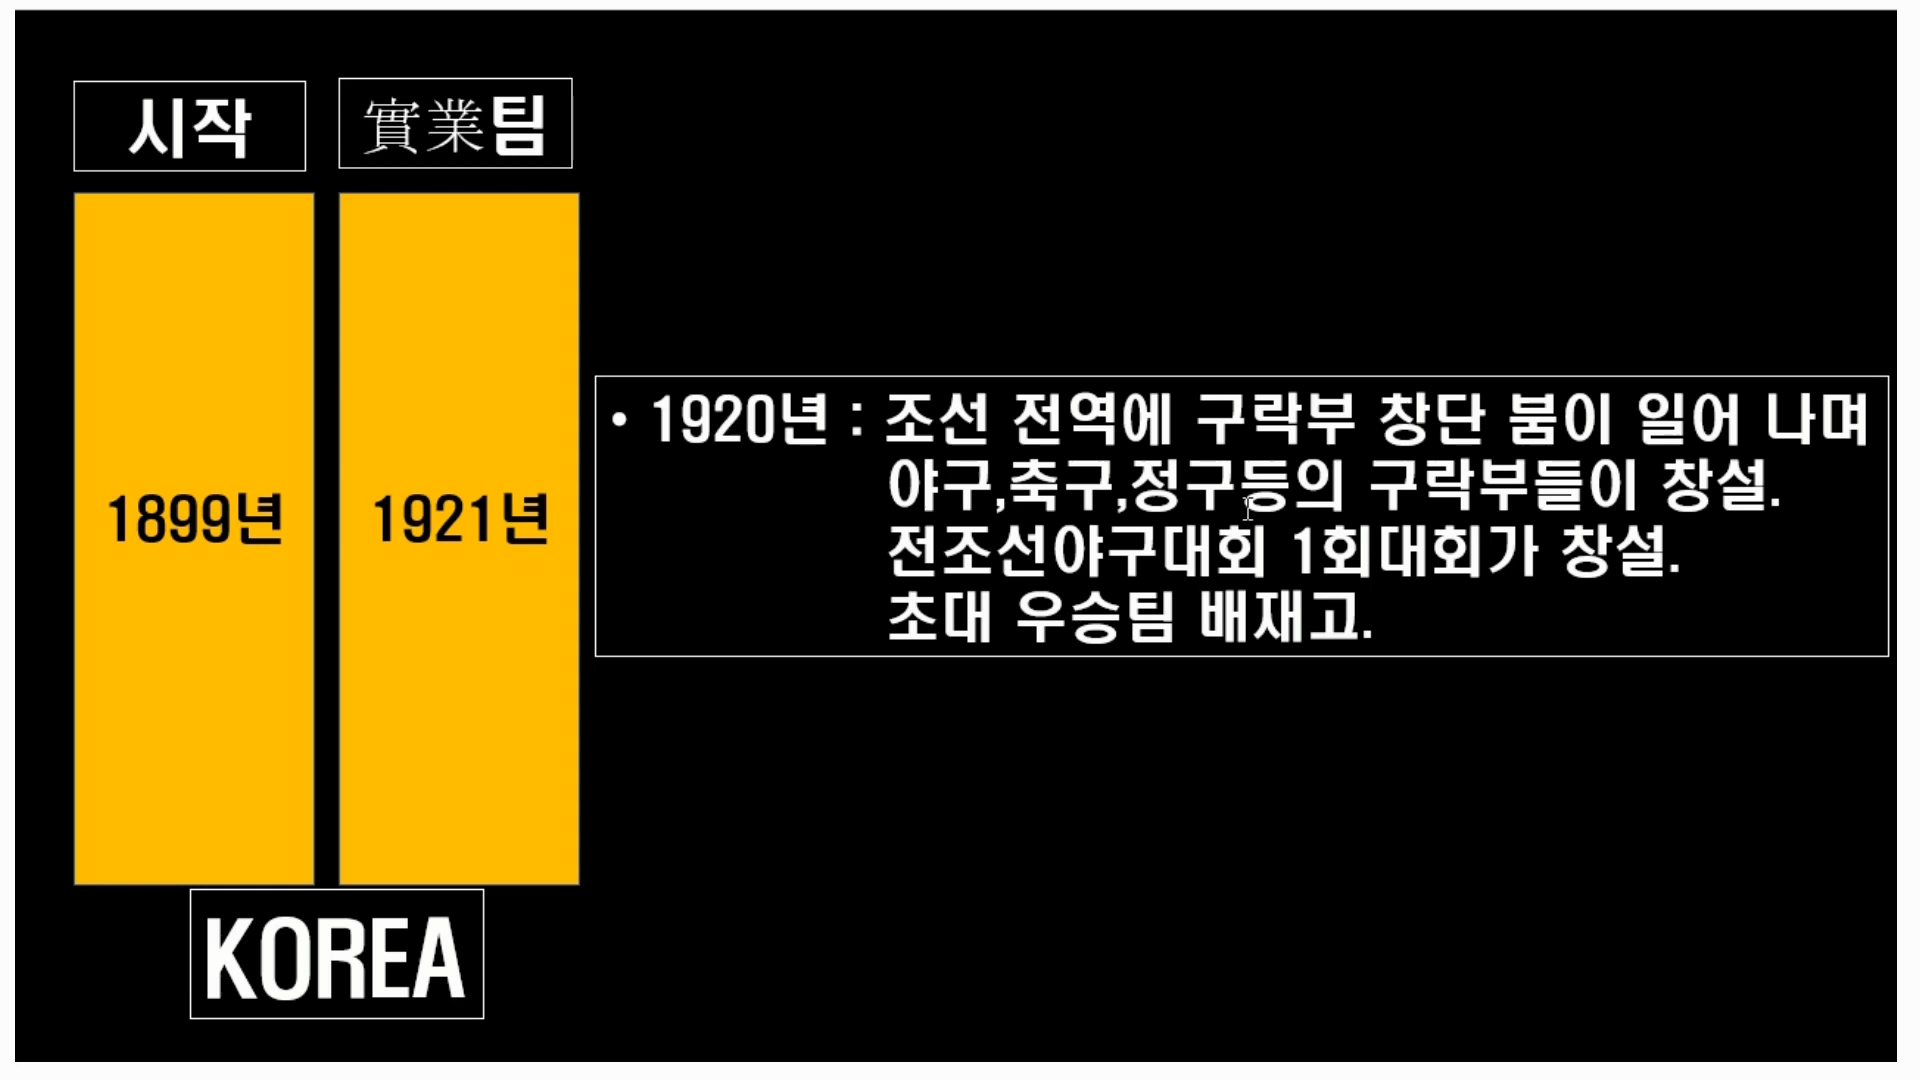 시작
實業팀
1899년
1921년
• 1920년 : 조선 전역에 구락부 창단 붐이 일어 나며
야구,축구,정구등의 구락부들이 창설.
전조선야구대회 1회대회가 창설.
초대 우승팀 배재고.
KOREA